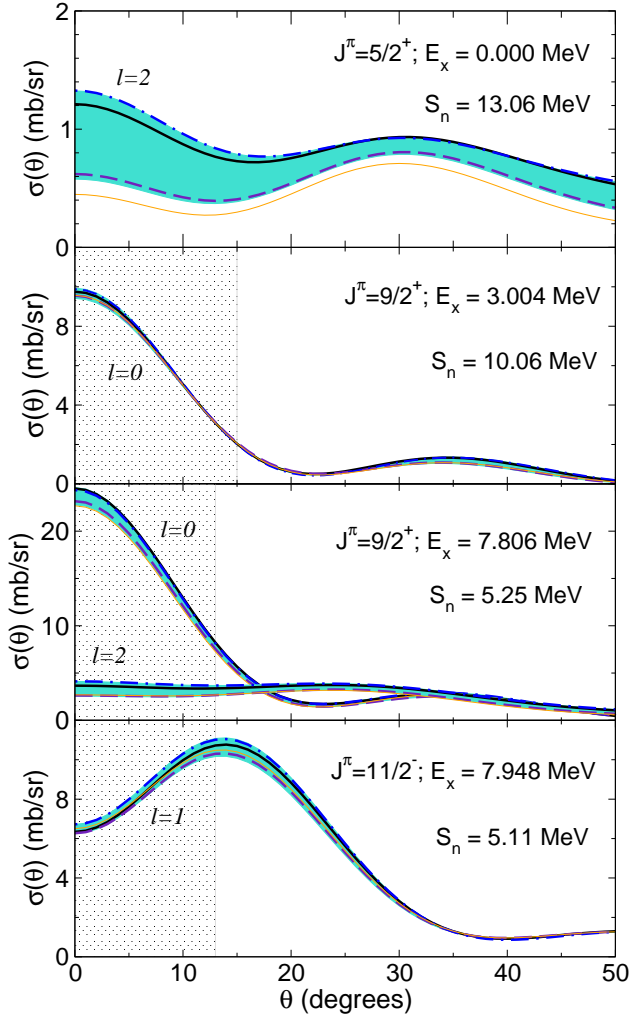 2
J^π=5/2^+; E_x = 0.000 MeV
l=2
S_n = 13.06 MeV
1
σ(θ) (mb/sr)
0
8
J^π=9/2^+; E_x = 3.004 MeV
l=0
S_n = 10.06 MeV
4
σ(θ) (mb/sr)
0
20
l=0
J^π=9/2^+; E_x = 7.806 MeV
S_n = 5.25 MeV
10
l=2
σ(θ) (mb/sr)
0
8
J^π=11/2^-; E_x = 7.948 MeV
l=1
S_n = 5.11 MeV
4
σ(θ) (mb/sr)
0
0 10 20 30 40 50
θ (degrees)